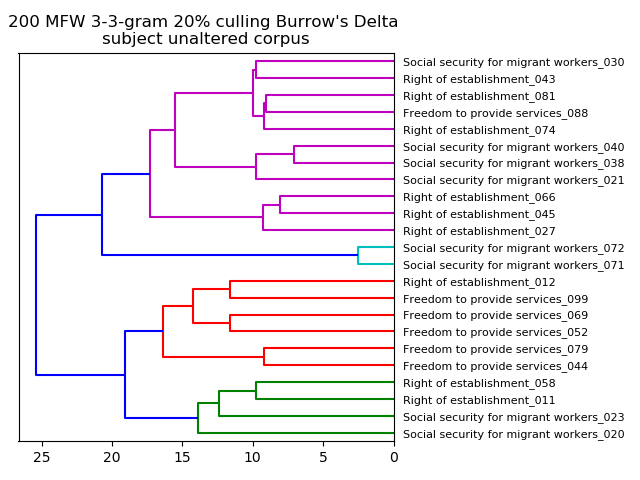 200 MFW 3-3-gram 20% culling Burrow's Delta
subject unaltered corpus
Social security for migrant workers_030
Right of establishment_043
Right of establishment_081
Freedom to provide services_088
Right of establishment_074
Social security for migrant workers_040
Social security for migrant workers_038
Social security for migrant workers_021
Right of establishment_066
Right of establishment_045
Right of establishment_027
Social security for migrant workers_072
Social security for migrant workers_071
Right of establishment_012
Freedom to provide services_099
Freedom to provide services_069
Freedom to provide services_052
Freedom to provide services_079
Freedom to provide services_044
Right of establishment_058
Right of establishment_011
Social security for migrant workers_023
Social security for migrant workers_020
25 20 15 10 5 0